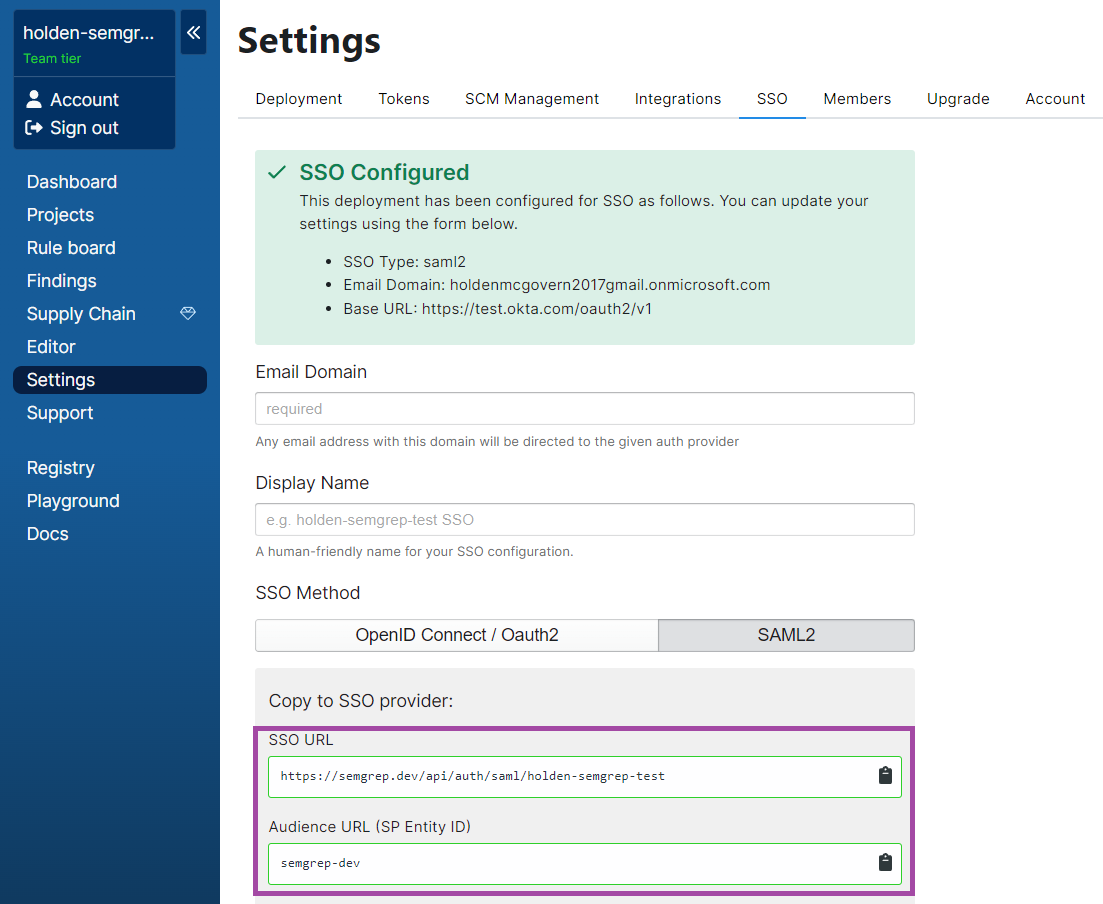 holden-semgr...
Team tier
Account
Sign out
Dashboard
Projects
Rule board
Findings
Supply Chain
Editor
Settings
Support
Registry
Playground
Docs
Settings
Deployment Tokens SCM Management Integrations SSO Members Upgrade Account
SSO Configured
This deployment has been configured for SSO as follows. You can update your
settings using the form below.
• SSO Type: saml2
• Email Domain: holdenmcgovern2017gmail.onmicrosoft.com
• Base URL: https://test.okta.com/oauth2/v1
Email Domain
required
Any email address with this domain will be directed to the given auth provider
Display Name
e.g. holden-semgrep-test SSO
A human-friendly name for your SSO configuration.
SSO Method
OpenID Connect / Oauth2 SAML2
Copy to SSO provider:
SSO URL
https://semgrep.dev/api/auth/saml/holden-semgrep-test
Audience URL (SP Entity ID)
semgrep-dev